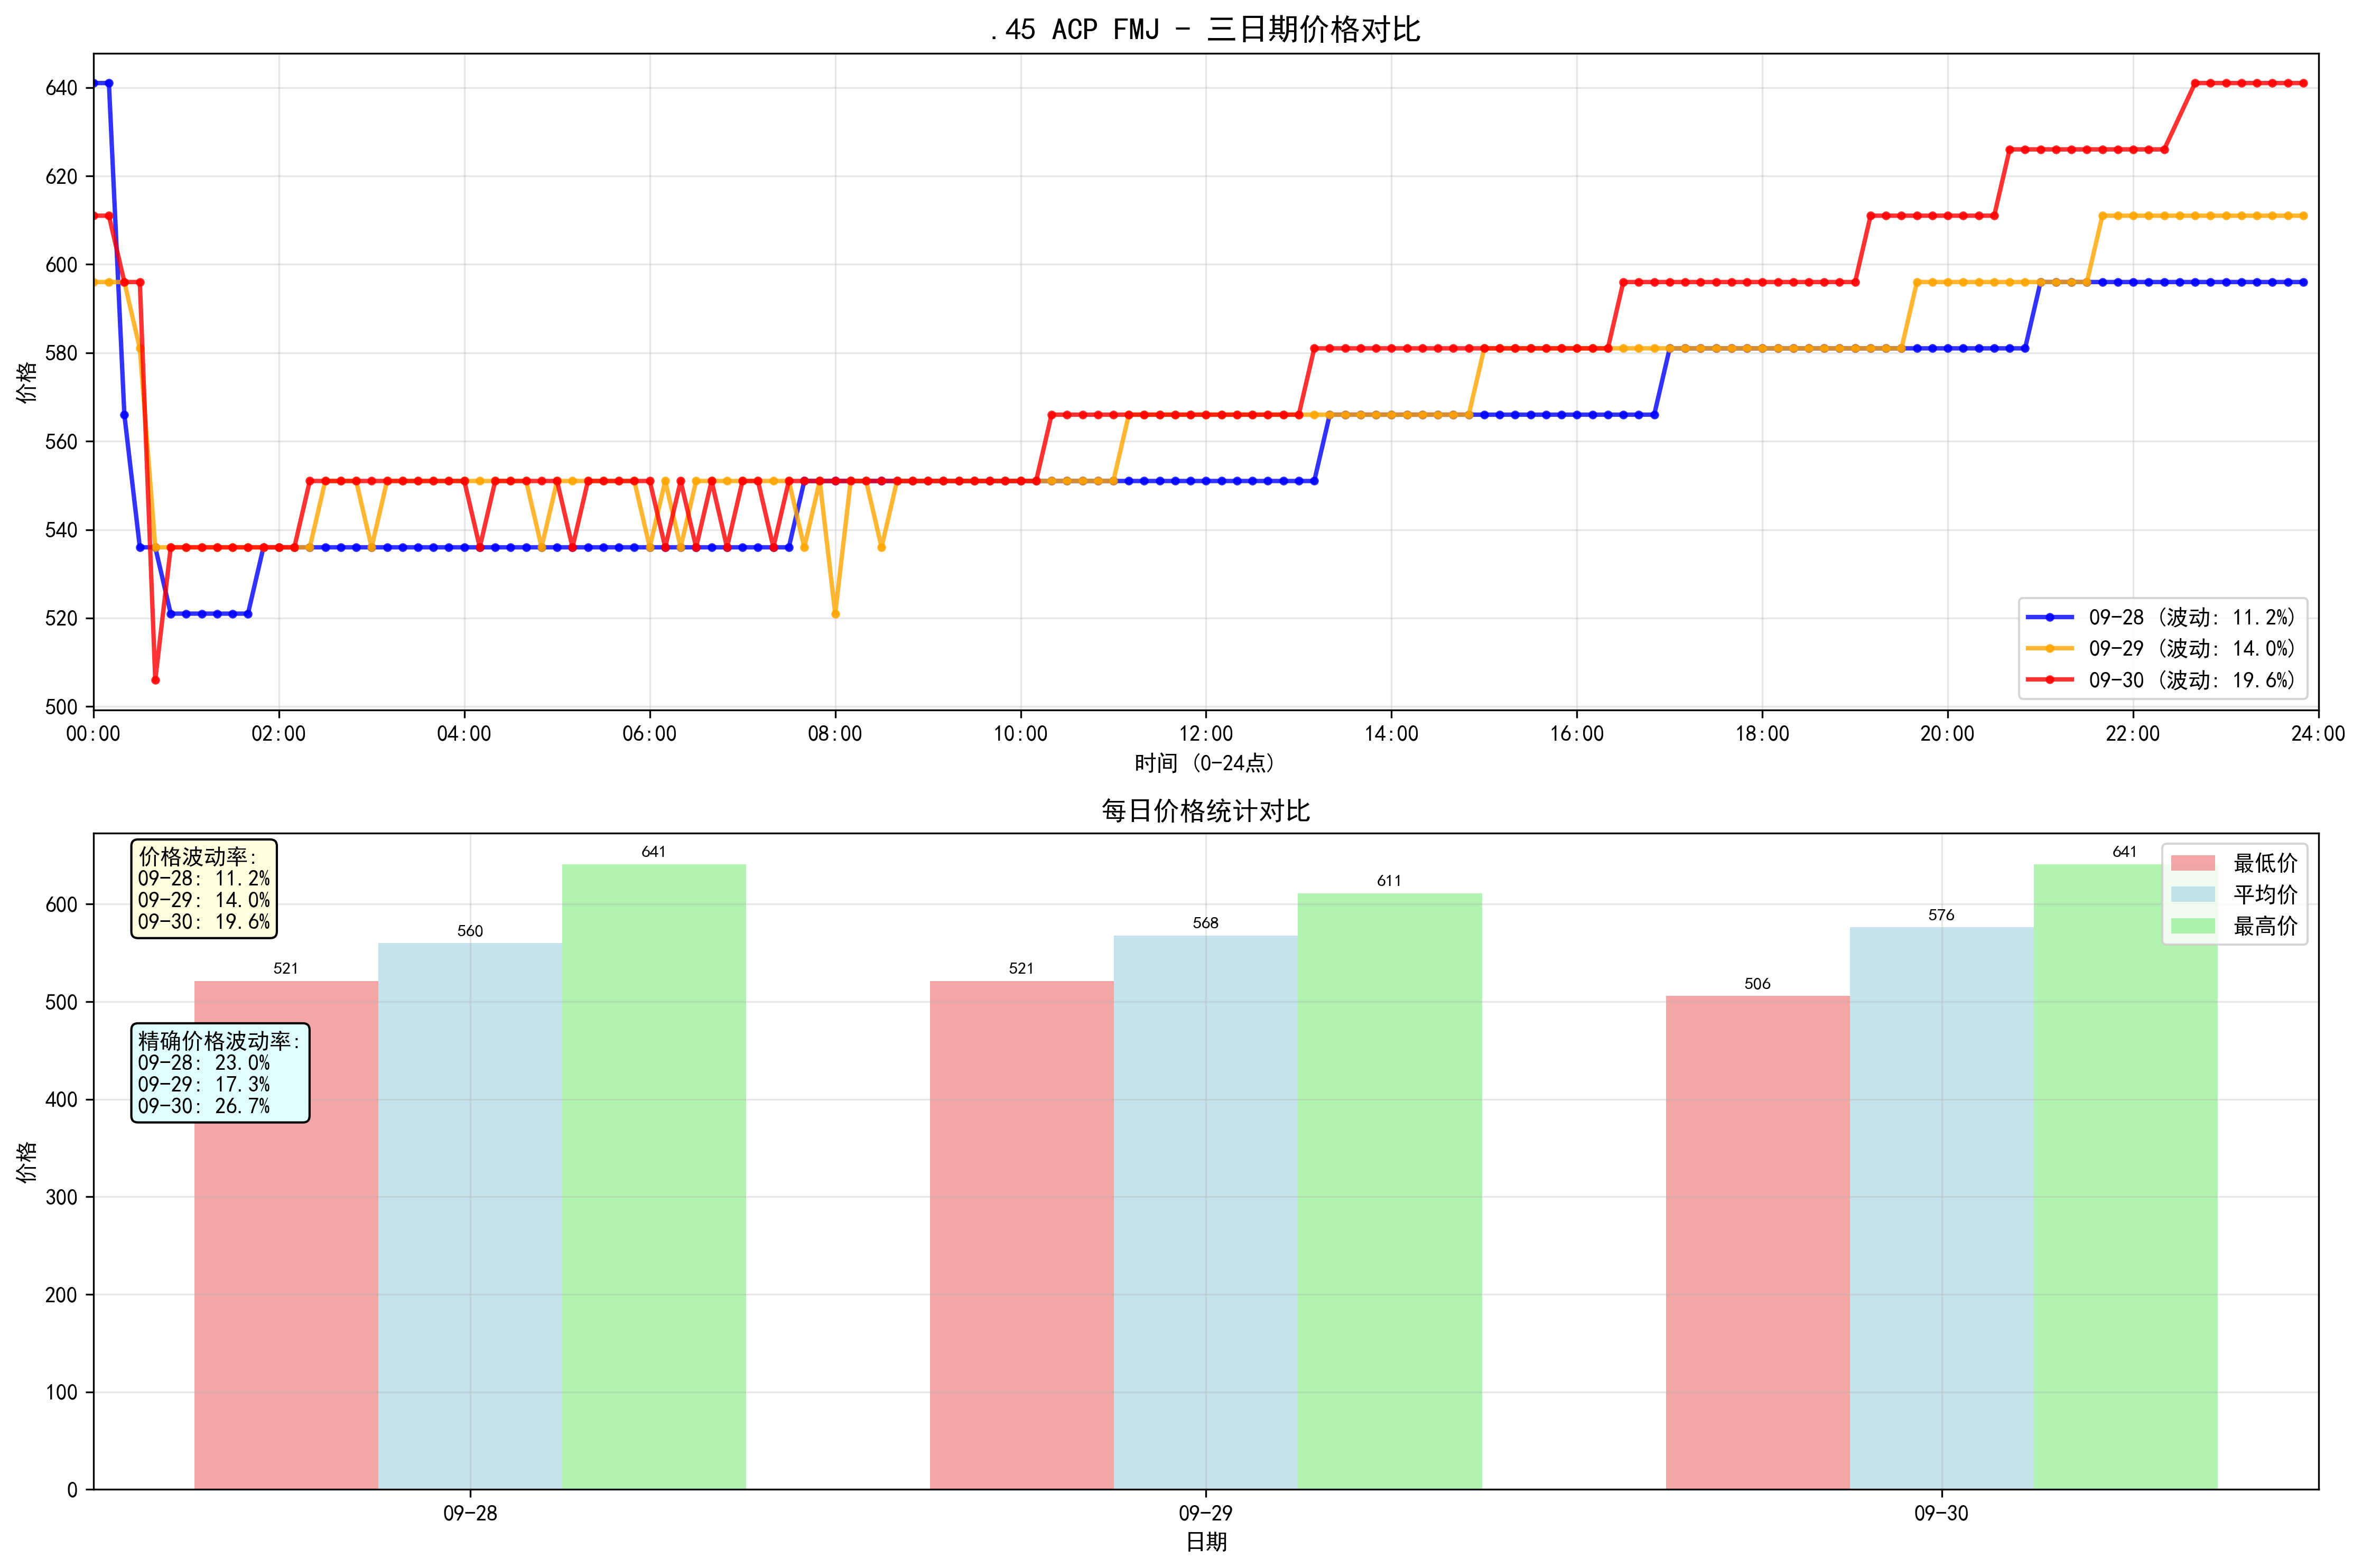 .45 ACP FMJ - 三日期价格对比
640
620
600
580
560
540
520
500
价格
09-28 (波动: 11.2%)
09-29 (波动: 14.0%)
09-30 (波动: 19.6%)
00:00 02:00 04:00 06:00 08:00 10:00 12:00 14:00 16:00 18:00 20:00 22:00 24:00
时间 (0-24点)
每日价格统计对比
价格波动率:
09-28: 11.2%
09-29: 14.0%
09-30: 19.6%
精确价格波动率:
09-28: 23.0%
09-29: 17.3%
09-30: 26.7%
最低价
平均价
最高价
521 560 641
521 568 611
506 576 641
600
500
400
300
200
100
0
价格
09-28 09-29 09-30
日期